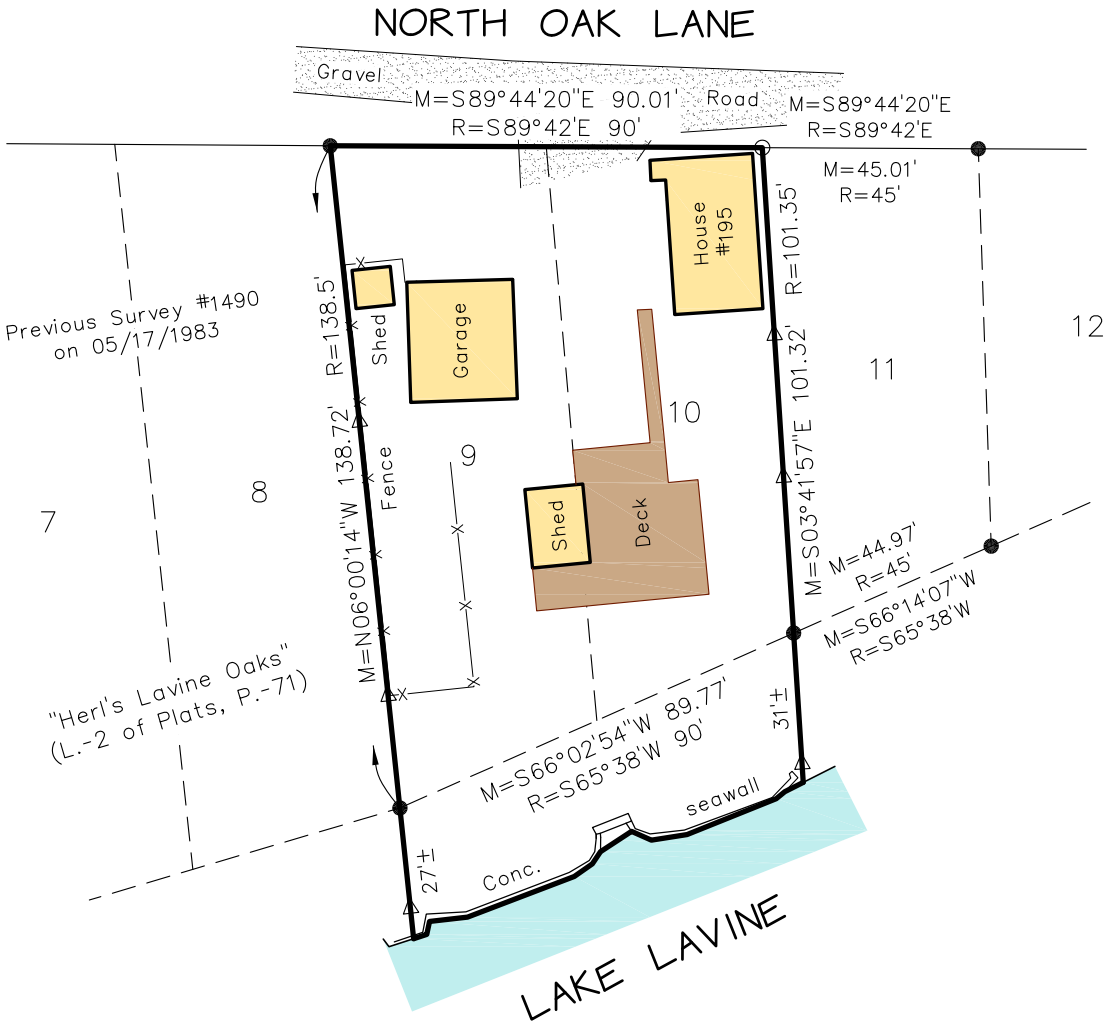 NORTH OAK LANE
Gravel
Road
M=S89°44'20"E 90.01'
R=S89°42'E 90'
M=S89°44'20"E
R=S89°42'E
M=45.01'
R=45'
House
#195
R=101.35'
M=S03°41'57"E 101.32'
R=138.5'
M=N06°00'14"W 138.72'
Shed
Garage
Fence
Previous Survey #1490
on 05/17/1983
7
8
9
10
11
12
Shed
Deck
M=44.97'
R=45'
M=S66°14'07"W
R=S65°38'W
"Herl's Lavine Oaks"
(L.-2 of Plats, P.-71)
M=S66°02'54"W 89.77'
R=S65°38'W 90'
31'±
27'±
Conc.
seawall
LAKE LAVINE